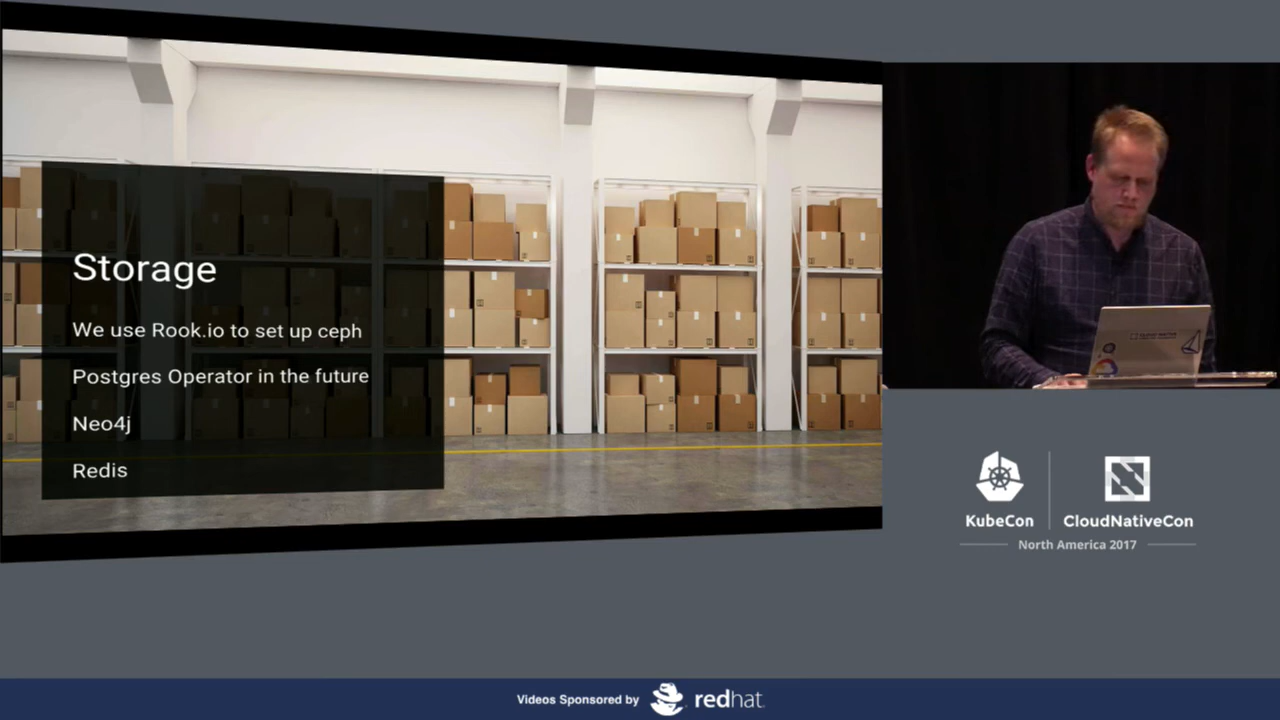 Storage
We use Rook.io to set up ceph
Postgres Operator in the future
Neo4j
Redis
KubeCon
CloudNativeCon
North America 2017
Videos Sponsored by
redhat.